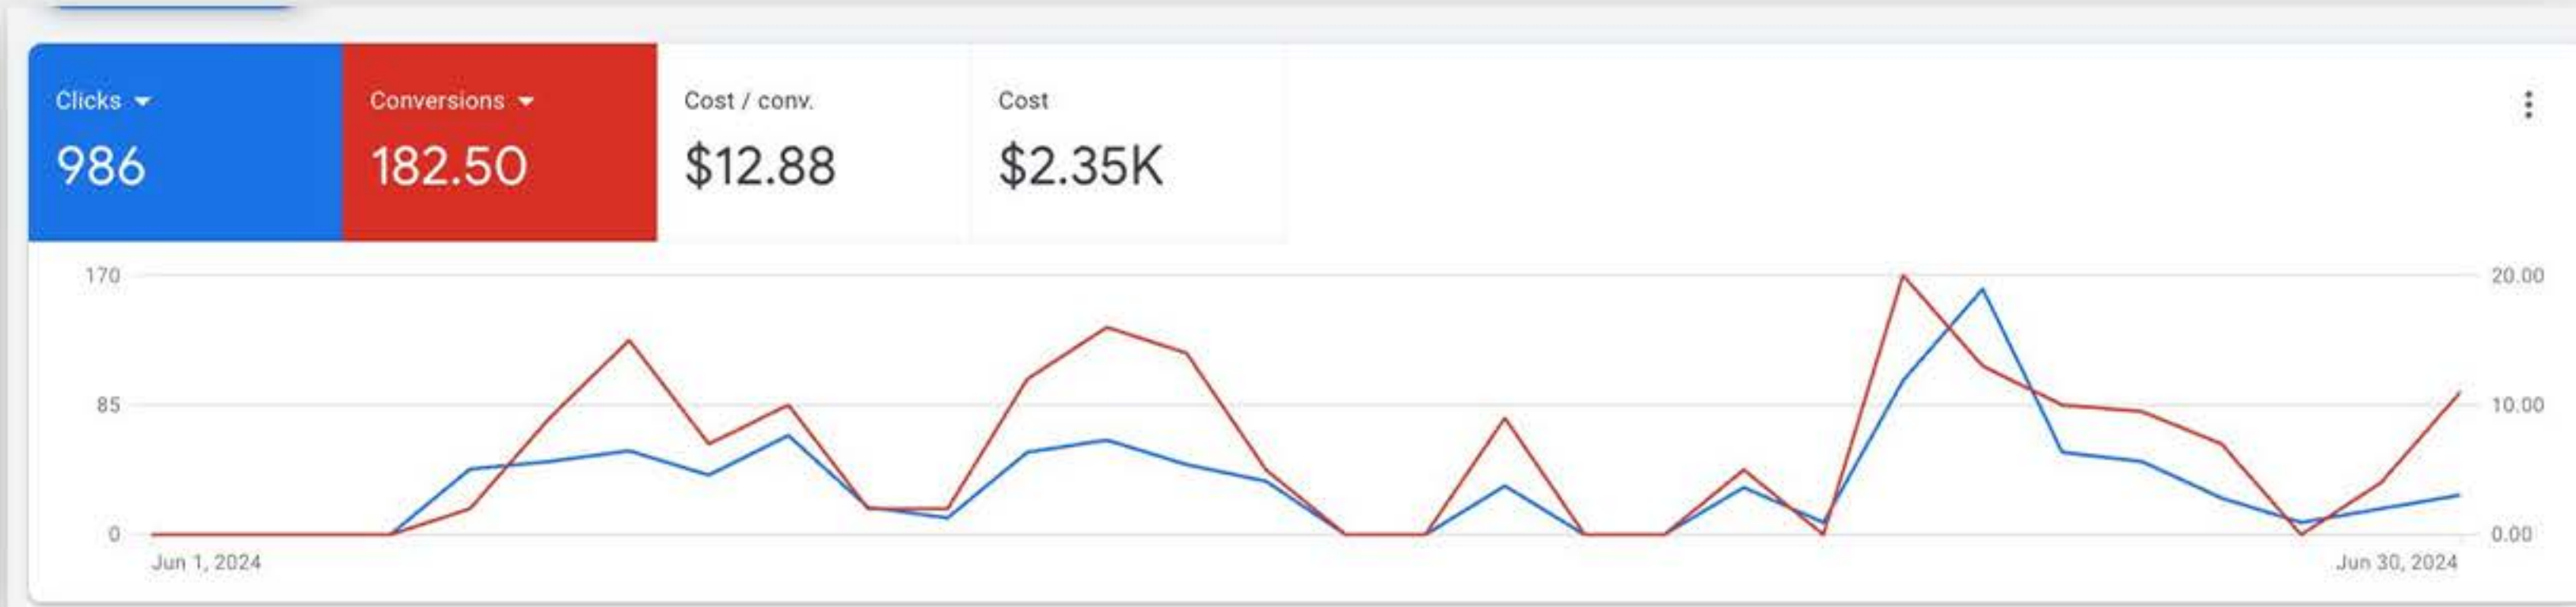 Clicks
986
Conversions
182.50
Cost / conv.
$12.88
Cost
$2.35K
170
20.00
85
10.00
0
0.00
Jun 1, 2024
Jun 30, 2024